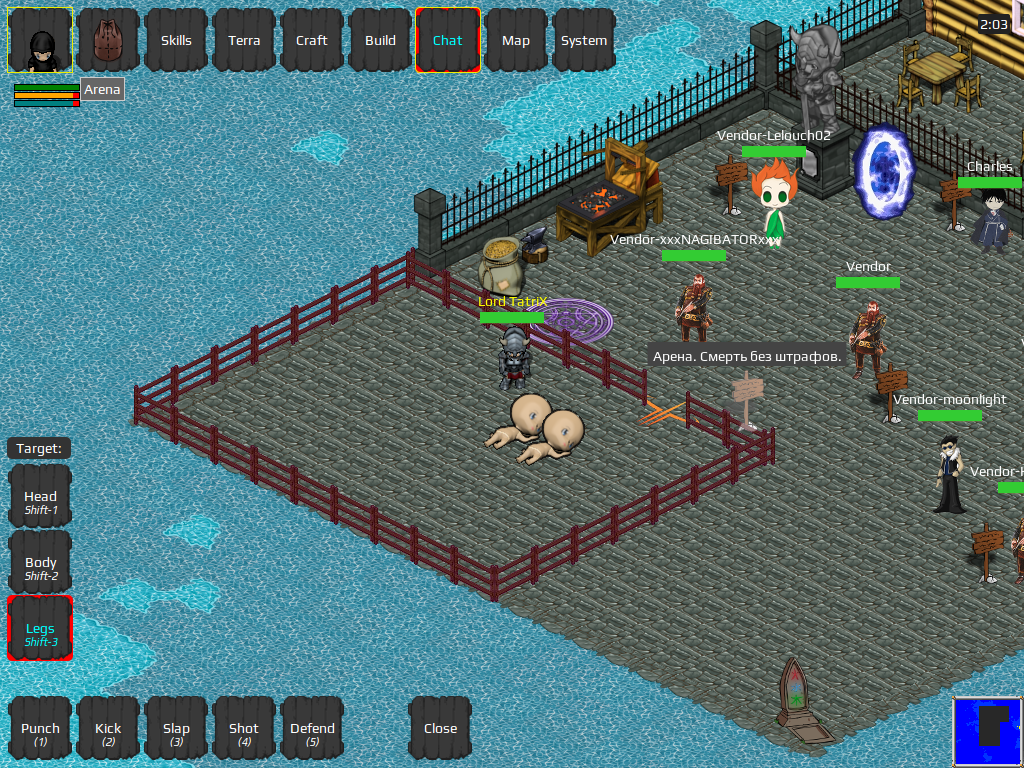 Skills
Terra
Craft
Build
Chat
Map
System
2:03
Arena
Vendor-Lelouch02
Charles
Vendor-xxxNAGIBATORxxx
Vendor
Lord TatriX
Арена. Смерть без штрафов.
Vendor-moonlight
Target:
Vendor-H
Head
Shift-1
Body
Shift-2
Legs
Shift-3
Punch
(1)
Kick
(2)
Slap
(3)
Shot
(4)
Defend
(5)
Close